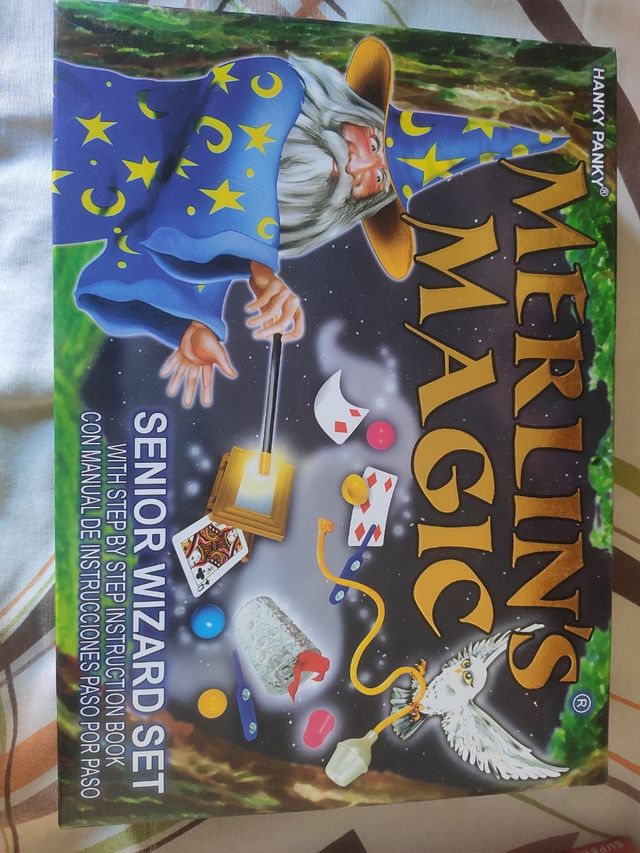 HANKY PANKY®
MERLIN'S ®
MAGIC
SENIOR WIZARD SET
WITH STEP BY STEP INSTRUCTION BOOK
CON MANUAL DE INSTRUCCIONES PASO POR PASO
Q
SUPER